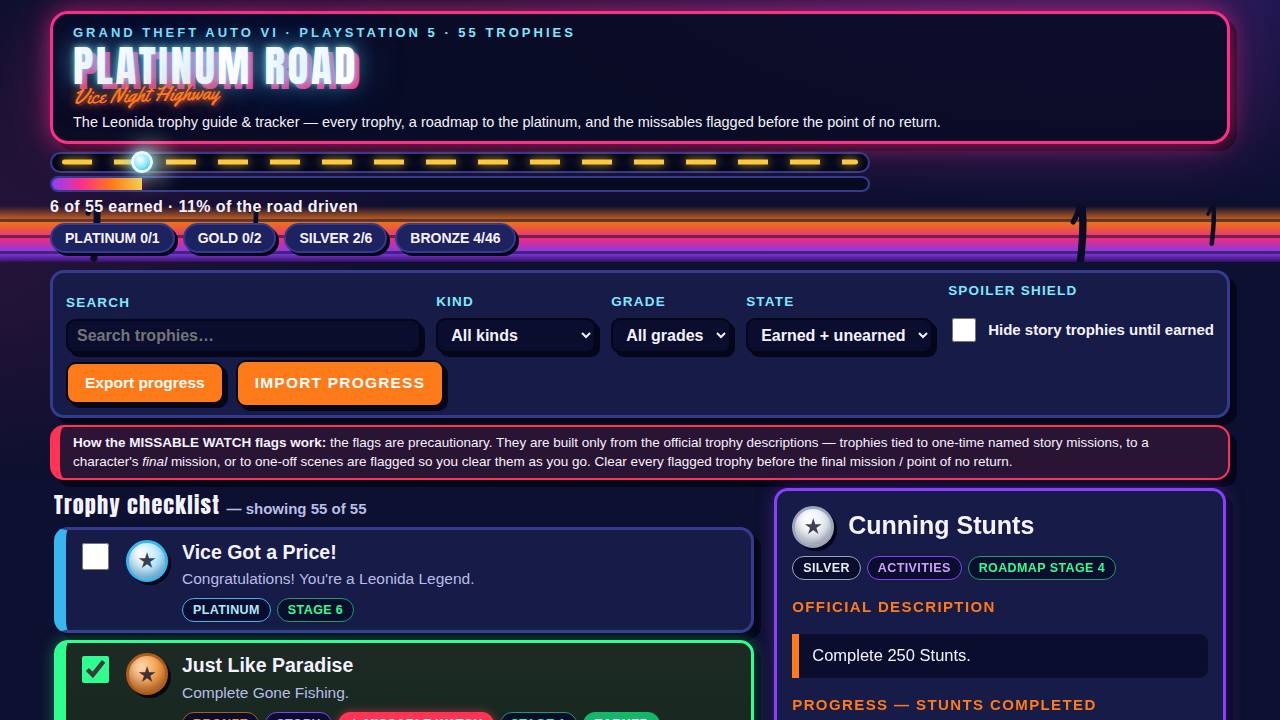 GRAND THEFT AUTO VI · PLAYSTATION 5 · 55 TROPHIES
PLATINUM ROAD
Vice Night Highway
The Leonida trophy guide & tracker — every trophy, a roadmap to the platinum, and the missables flagged before the point of no return.
6 of 55 earned · 11% of the road driven
PLATINUM 0/1 GOLD 0/2 SILVER 2/6 BRONZE 4/46
SEARCH KIND GRADE STATE SPOILER SHIELD
Search trophies… All kinds All grades Earned + unearned Hide story trophies until earned
Export progress IMPORT PROGRESS
How the MISSABLE WATCH flags work: the flags are precautionary. They are built only from the official trophy descriptions — trophies tied to one-time named story missions, to a
character's final mission, or to one-off scenes are flagged so you clear them as you go. Clear every flagged trophy before the final mission / point of no return.
Trophy checklist — showing 55 of 55
Vice Got a Price!
Congratulations! You're a Leonida Legend.
PLATINUM STAGE 6
Just Like Paradise
Complete Gone Fishing.
Cunning Stunts
SILVER ACTIVITIES ROADMAP STAGE 4
OFFICIAL DESCRIPTION
Complete 250 Stunts.
PROGRESS — STUNTS COMPLETED